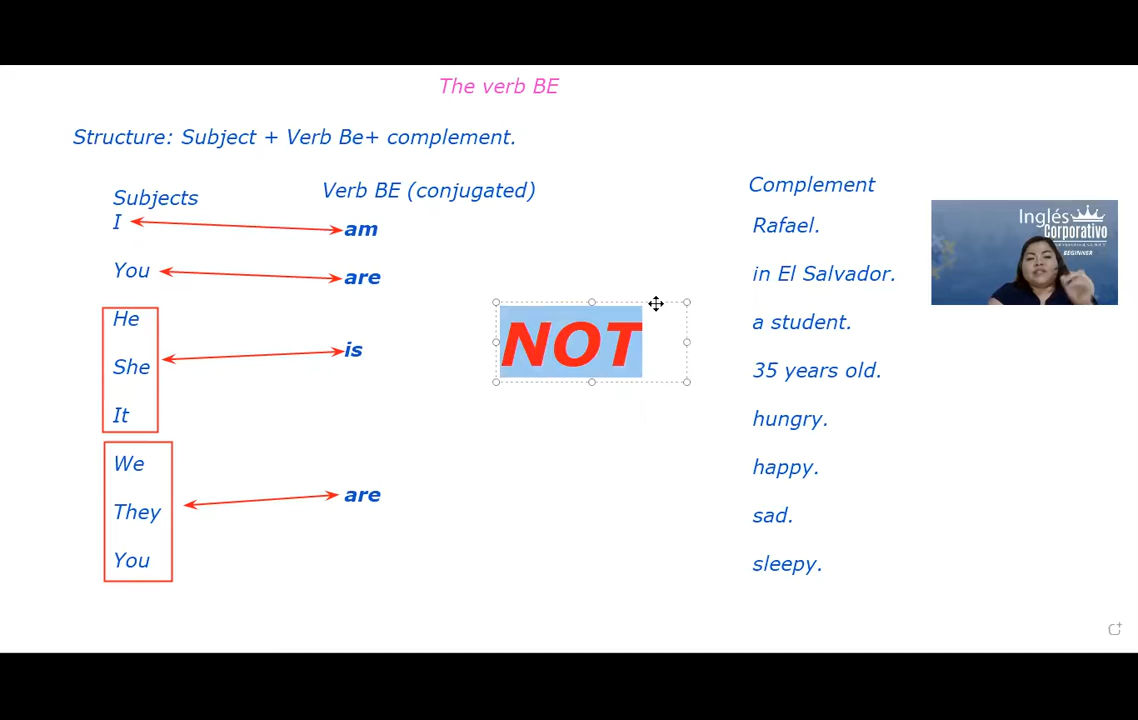 The verb BE
Structure: Subject + Verb Be+ complement.
Subjects
I
You
He
She
It
We
They
You
Verb BE (conjugated)
am
are
is
are
NOT
Complement
Rafael.
in El Salvador.
a student.
35 years old.
hungry.
happy.
sad.
sleepy.
Inglés
Corporativo
BEGINNER